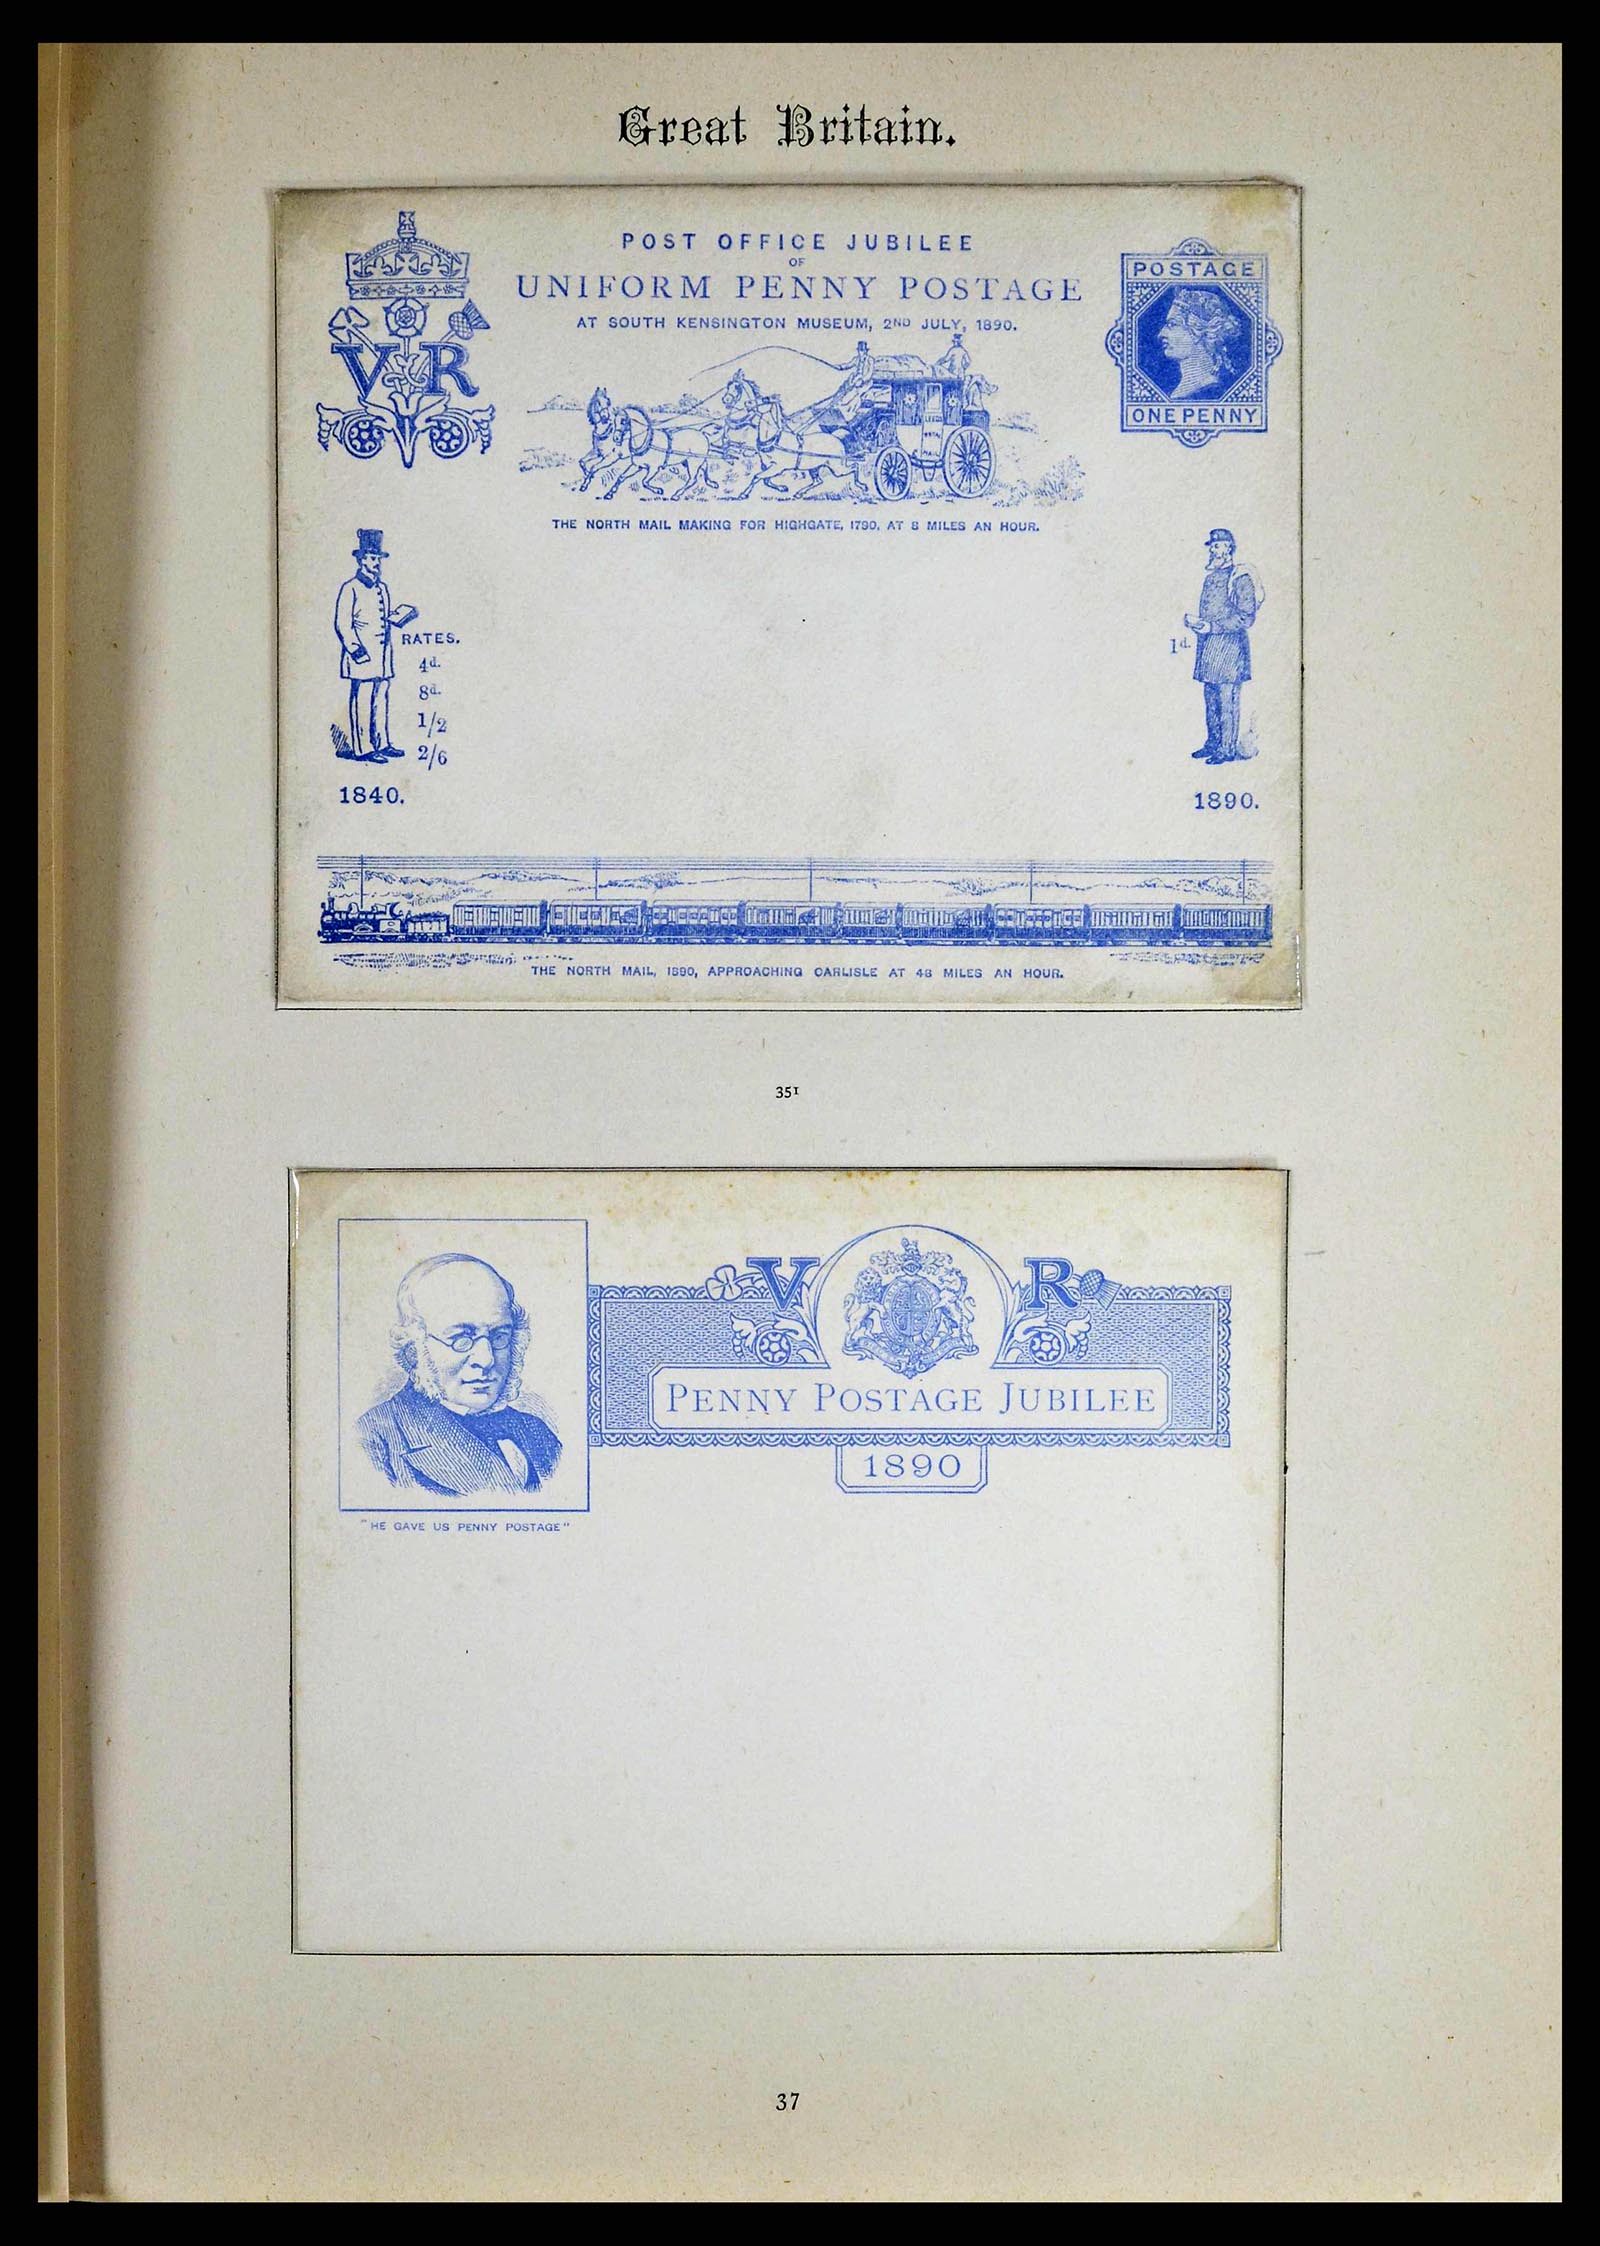 Great Britain.
POST OFFICE JUBILEE
OF
UNIFORM PENNY POSTAGE
AT SOUTH KENSINGTON MUSEUM, 2ND JULY, 1890.
POSTAGE
ONE PENNY
V R
THE NORTH MAIL MAKING FOR HIGHGATE, 1790, AT 8 MILES AN HOUR.
RATES.
4d.
8d.
1/2
2/6
1840.
1d.
1890.
THE NORTH MAIL, 1890, APPROACHING CARLISLE AT 48 MILES AN HOUR.
351
V R
PENNY POSTAGE JUBILEE
1890
"HE GAVE US PENNY POSTAGE"
37